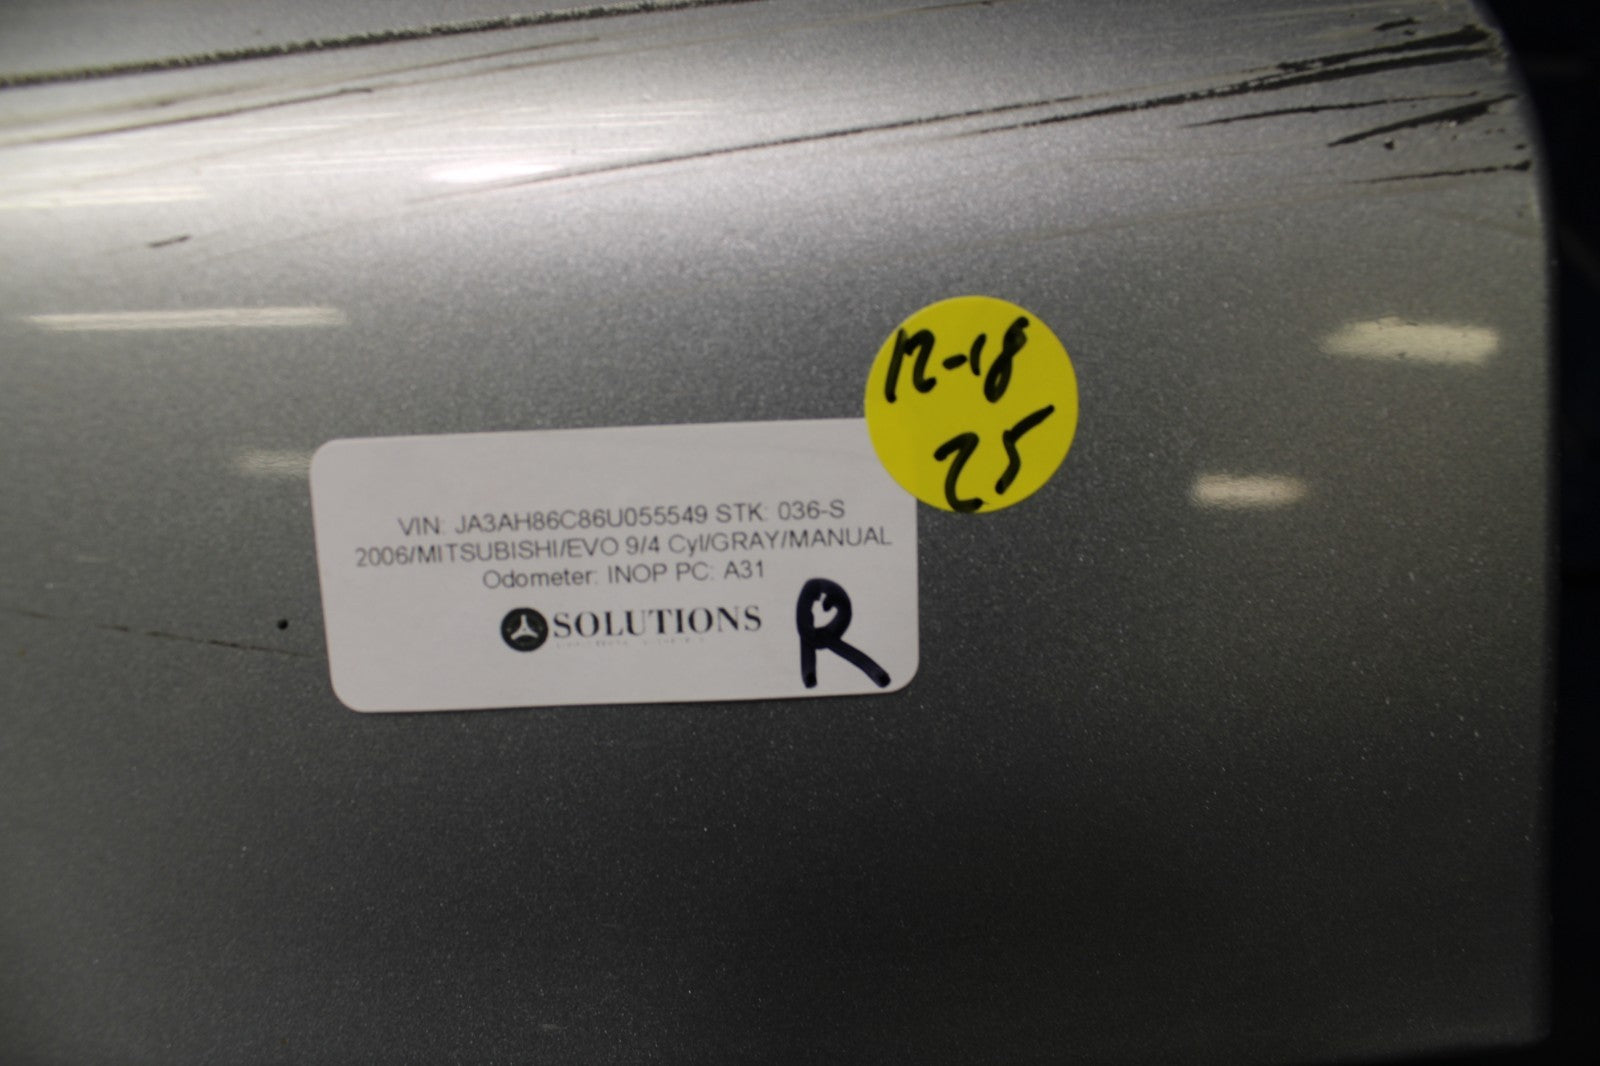 12-18
25
VIN: JA3AH86C86U055549 STK: 036-S
2006/MITSUBISHI/EVO 9/4 Cyl/GRAY/MANUAL
Odometer: INOP PC: A31
SOLUTIONS
R